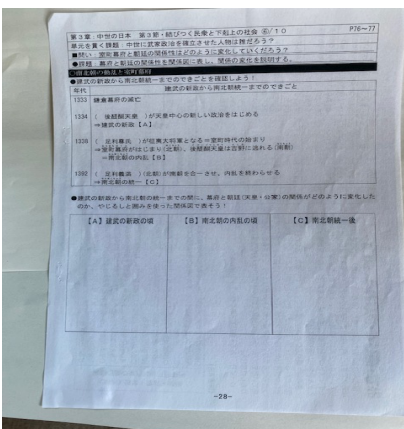 第３章：中世の日本　第３節・結びつく民衆と下剋上の社会　⑥/１０　P76～77
単元を貫く課題：中世に武家政治を確立させた人物は誰だろう？
●問い：室町幕府と朝廷の関係性はどのように変化していくだろう？
●課題：幕府と朝廷の関係性を関係図に表し、関係の変化を説明する。
○南北朝の動乱と室町幕府
●建武の新政から南北朝統一までのできごとを確認しよう！
年代　建武の新政から南北朝統一までのできごと
1333　鎌倉幕府の滅亡
1334　（　後醍醐天皇　）が天皇中心の新しい政治をはじめる
⇒建武の新政【Ａ】
1338　（　足利尊氏　）が征夷大将軍となる＝室町時代の始まり
⇒室町幕府がはじまり（北朝）、後醍醐天皇は吉野に逃れる（南朝）
＝南北朝の内乱【Ｂ】
1392　（　足利義満　）（北朝）が南朝を合一させ、内乱を終わらせる
⇒南北朝の統一【Ｃ】
●建武の新政から南北朝の統一までの間に、幕府と朝廷（天皇・公家）の関係がどのように変化した
のか、やじるしと囲みを使った関係図で表そう！
【Ａ】建武の新政の頃　【Ｂ】南北朝の内乱の頃　【Ｃ】南北朝統一後
-28-